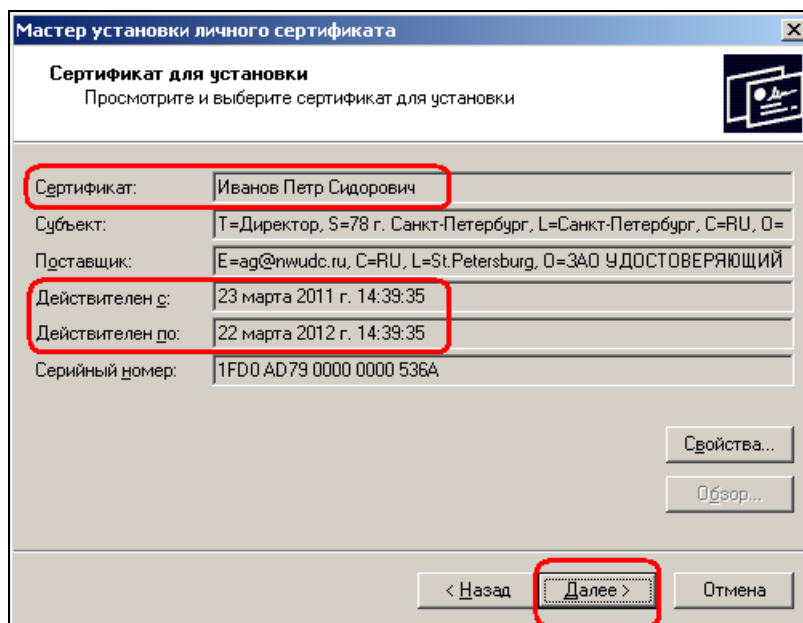 Мастер установки личного сертификата
Сертификат для установки
Просмотрите и выберите сертификат для установки
Сертификат: Иванов Петр Сидорович
Субъект: T=Директор, S=78 г. Санкт-Петербург, L=Санкт-Петербург, C=RU, O=
Поставщик: E=ag@nwudc.ru, C=RU, L=St.Petersburg, O=ЗАО УДОСТОВЕРЯЮЩИЙ
Действителен с: 23 марта 2011 г. 14:39:35
Действителен по: 22 марта 2012 г. 14:39:35
Серийный номер: 1FD0 AD79 0000 0000 536A
Свойства...
Обзор...
< Назад Далее > Отмена